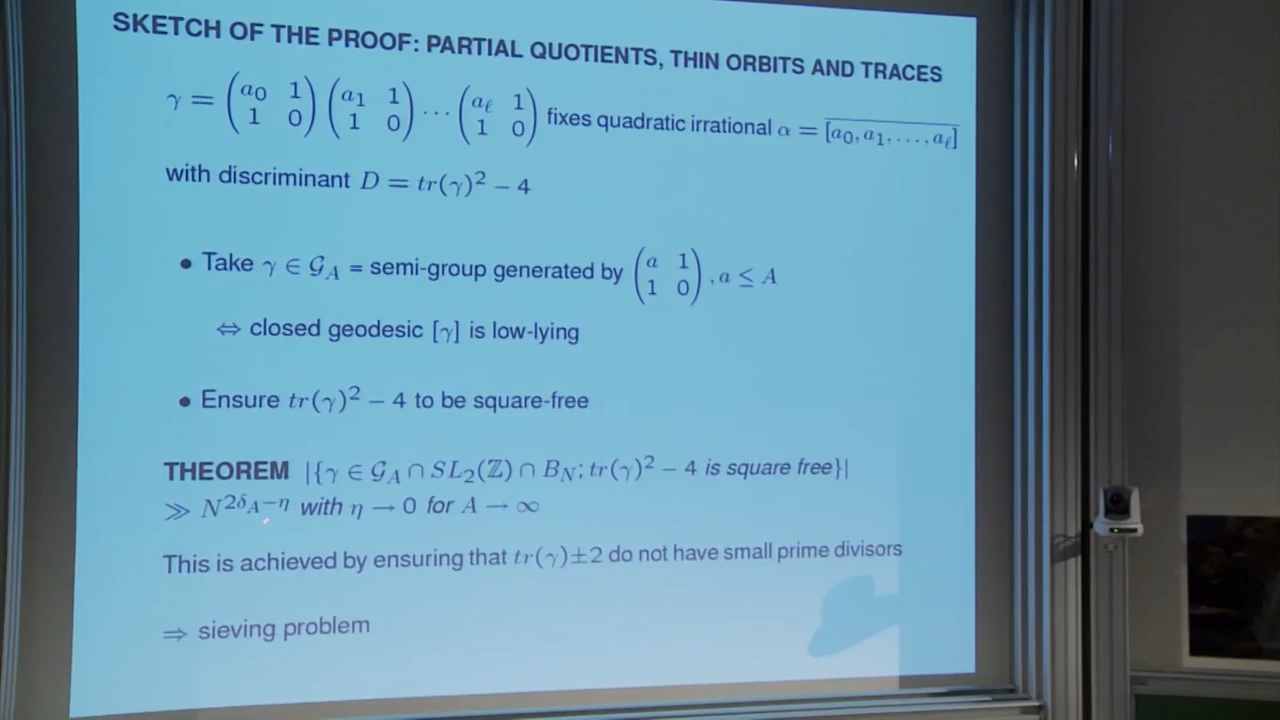 SKETCH OF THE PROOF: PARTIAL QUOTIENTS, THIN ORBITS AND TRACES
γ = (a₀ 1 / 1 0) (a₁ 1 / 1 0) ⋯ (a_ℓ 1 / 1 0) fixes quadratic irrational α = [a₀, a₁, . . . , a_ℓ]
with discriminant D = tr(γ)² − 4
• Take γ ∈ 𝒢_A = semi-group generated by (a 1 / 1 0) , a ≤ A
⇔ closed geodesic [γ] is low-lying
• Ensure tr(γ)² − 4 to be square-free
THEOREM |{γ ∈ 𝒢_A ∩ SL₂(ℤ) ∩ B_N; tr(γ)² − 4 is square free}|
≫ N^{2δ_A−η} with η → 0 for A → ∞
This is achieved by ensuring that tr(γ)±2 do not have small prime divisors
⇒ sieving problem